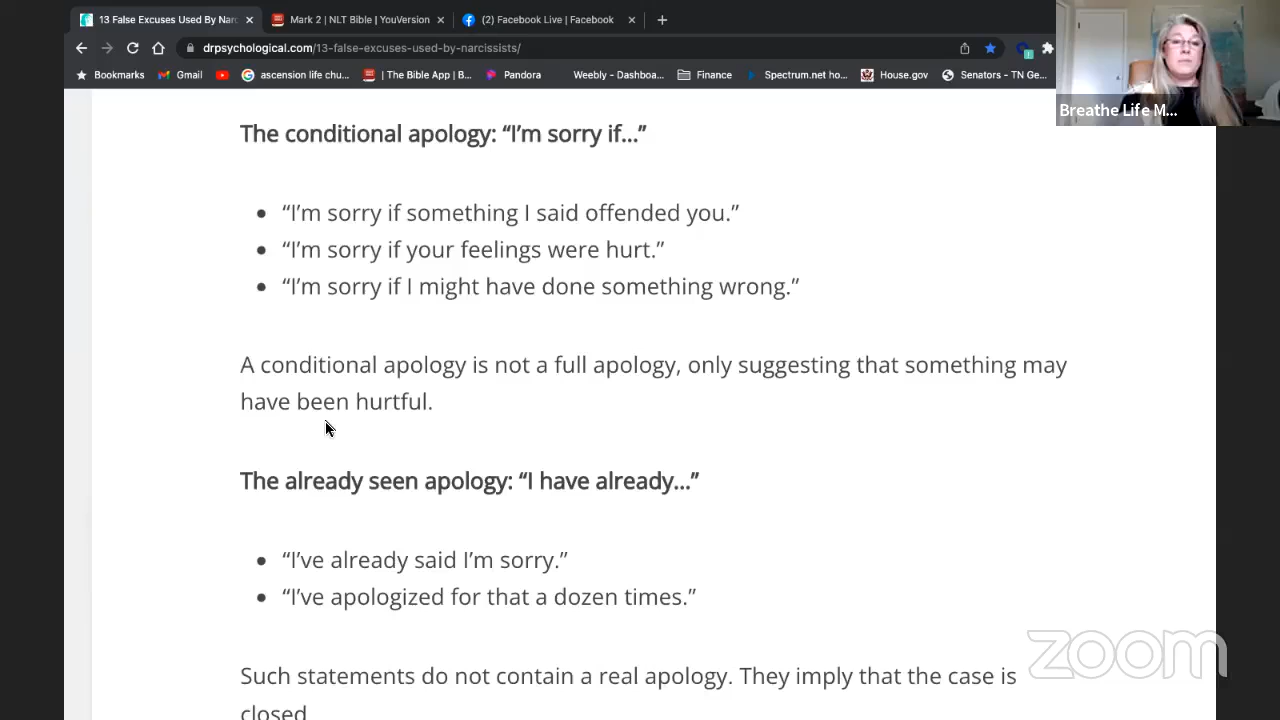 13 False Excuses Used By Narc
Mark 2 | NLT Bible | YouVersion
(2) Facebook Live | Facebook
drpsychological.com/13-false-excuses-used-by-narcissists/
Bookmarks
Gmail
ascension life chu...
| The Bible App | B...
Pandora
Weebly - Dashboa...
Finance
Spectrum.net ho...
House.gov
Senators - TN Ge...
Breathe Life M...
The conditional apology: “I’m sorry if…”
“I’m sorry if something I said offended you.”
“I’m sorry if your feelings were hurt.”
“I’m sorry if I might have done something wrong.”
A conditional apology is not a full apology, only suggesting that something may
have been hurtful.
The already seen apology: “I have already…”
“I’ve already said I’m sorry.”
“I’ve apologized for that a dozen times.”
Such statements do not contain a real apology. They imply that the case is
closed
zoom